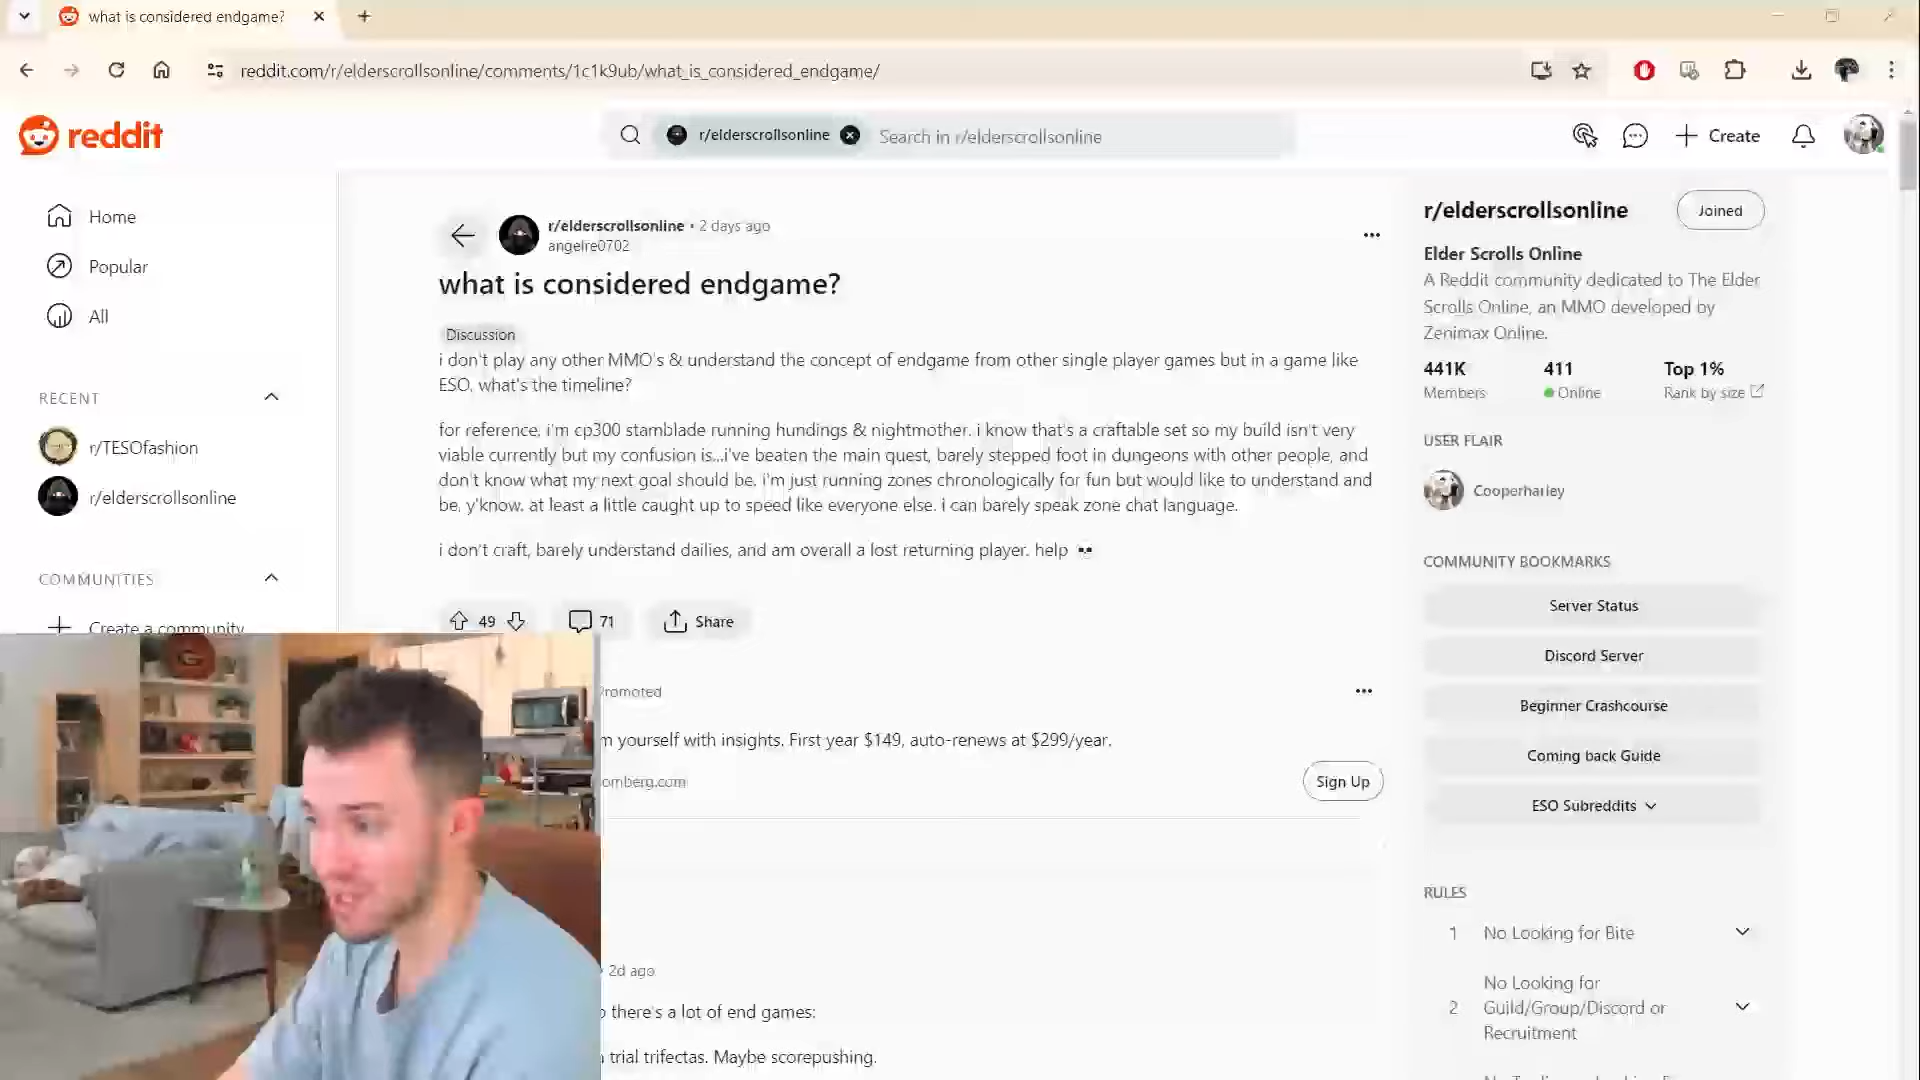 what is considered endgame?
reddit.com/r/elderscrollsonline/comments/1c1k9ub/what_is_considered_endgame/
reddit
r/elderscrollsonline
Search in r/elderscrollsonline
Create
Home
Popular
All
RECENT
r/TESOfashion
r/elderscrollsonline
COMMUNITIES
Create a community
r/elderscrollsonline • 2 days ago
angelre0702
what is considered endgame?
Discussion
i don't play any other MMO's & understand the concept of endgame from other single player games but in a game like
ESO, what's the timeline?
for reference, i'm cp300 stamblade running hundings & nightmother. i know that's a craftable set so my build isn't very
viable currently but my confusion is...i've beaten the main quest, barely stepped foot in dungeons with other people, and
don't know what my next goal should be. i'm just running zones chronologically for fun but would like to understand and
be, y'know, at least a little caught up to speed like everyone else. i can barely speak zone chat language.
i don't craft, barely understand dailies, and am overall a lost returning player. help
49
71
Share
romoted
m yourself with insights. First year $149, auto-renews at $299/year.
omberg.com
Sign Up
2d ago
there's a lot of end games:
trial trifectas. Maybe scorepushing.
r/elderscrollsonline
Joined
Elder Scrolls Online
A Reddit community dedicated to The Elder
Scrolls Online, an MMO developed by
Zenimax Online.
441K
Members
411
Online
Top 1%
Rank by size
USER FLAIR
Cooperharley
COMMUNITY BOOKMARKS
Server Status
Discord Server
Beginner Crashcourse
Coming back Guide
ESO Subreddits
RULES
1 No Looking for Bite
2 No Looking for
Guild/Group/Discord or
Recruitment